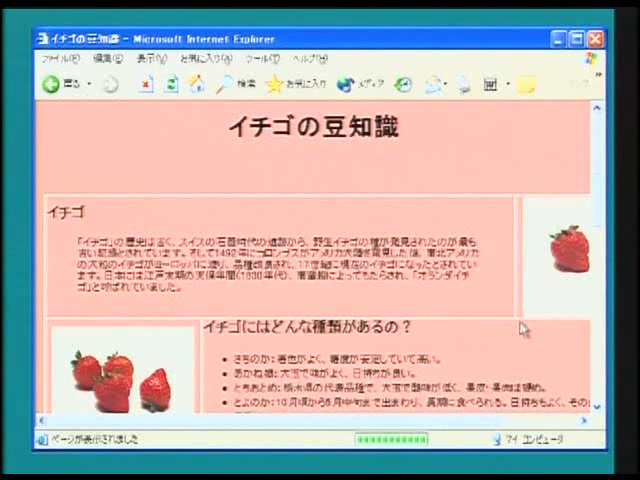 イチゴの豆知識 - Microsoft Internet Explorer
ファイル(F) 編集(E) 表示(V) お気に入り(A) ツール(T) ヘルプ(H)
戻る 検索 お気に入り メディア
イチゴの豆知識
イチゴ
「イチゴ」の歴史は古く、スイスの石器時代の遺跡から、野生イチゴの種が発見されたのが最も
古い記録とされています。そして1492年にコロンブスがアメリカ大陸を発見した後、南北アメリカ
の大粒のイチゴがヨーロッパに渡り、品種改良され、17世紀に現在のイチゴになったとされてい
ます。日本には江戸末期の天保年間(1830年代)、南蛮船によってもたらされ、「オランダイチ
ゴ」と呼ばれていました。
イチゴにはどんな種類があるの？
さちのか：着色がよく、糖度が安定していて高い。
あかね娘：大玉で味がよく、日持ちが良い。
とちおとめ：栃木県の代表品種で、大玉で酸味が低く、果皮・果肉は硬め。
とよのか：10月頃から6月中旬まで出まわり、長期に食べられる。日持ちもよく、その
ページが表示されました マイ コンピュータ